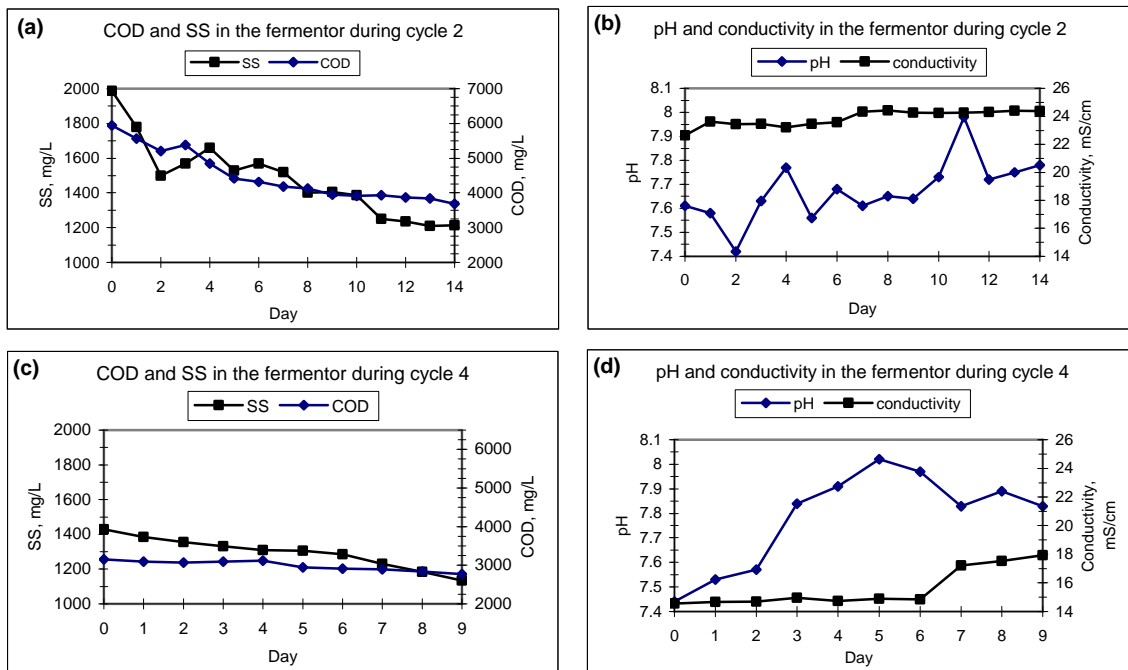 (a)
COD and SS in the fermentor during cycle 2
SS COD
2000
1800
1600
1400
1200
1000
SS, mg/L
7000
6000
5000
4000
3000
2000
COD, mg/L
0 2 4 6 8 10 12 14
Day
(b)
pH and conductivity in the fermentor during cycle 2
pH conductivity
8.1
8
7.9
7.8
7.7
7.6
7.5
7.4
pH
26
24
22
20
18
16
14
Conductivity, mS/cm
0 2 4 6 8 10 12 14
Day
(c)
COD and SS in the fermentor during cycle 4
SS COD
2000
1800
1600
1400
1200
1000
SS, mg/L
6000
5000
4000
3000
2000
COD, mg/L
0 1 2 3 4 5 6 7 8 9
Day
(d)
pH and conductivity in the fermentor during cycle 4
pH conductivity
8.1
8
7.9
7.8
7.7
7.6
7.5
7.4
pH
26
24
22
20
18
16
14
Conductivity,
mS/cm
0 1 2 3 4 5 6 7 8 9
Day